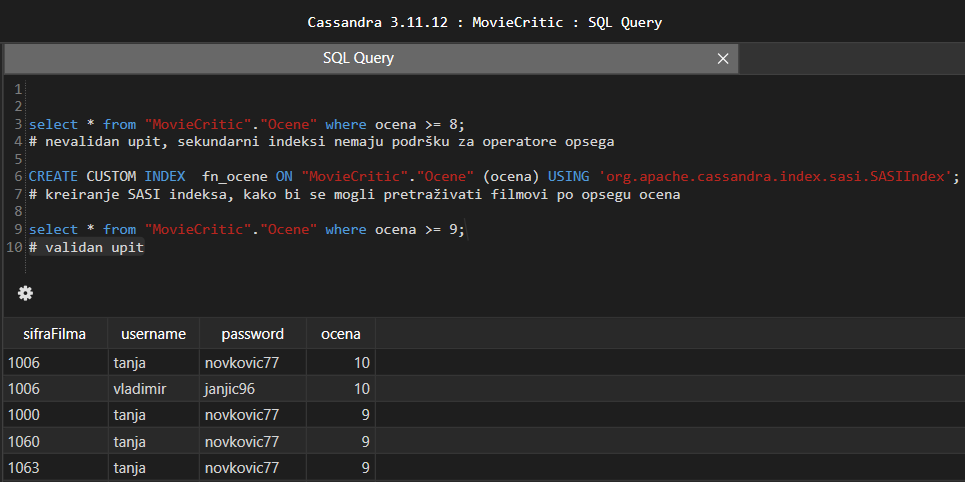 Cassandra 3.11.12 : MovieCritic : SQL Query
SQL Query
1
2
3 select * from "MovieCritic"."Ocene" where ocena >= 8;
4 # nevalidan upit, sekundarni indeksi nemaju podršku za operatore opsega
5
6 CREATE CUSTOM INDEX  fn_ocene ON "MovieCritic"."Ocene" (ocena) USING 'org.apache.cassandra.index.sasi.SASIIndex';
7 # kreiranje SASI indeksa, kako bi se mogli pretraživati filmovi po opsegu ocena
8
9 select * from "MovieCritic"."Ocene" where ocena >= 9;
10 # validan upit
sifraFilma username password ocena
1006 tanja novkovic77 10
1006 vladimir janjic96 10
1000 tanja novkovic77 9
1060 tanja novkovic77 9
1063 tanja novkovic77 9